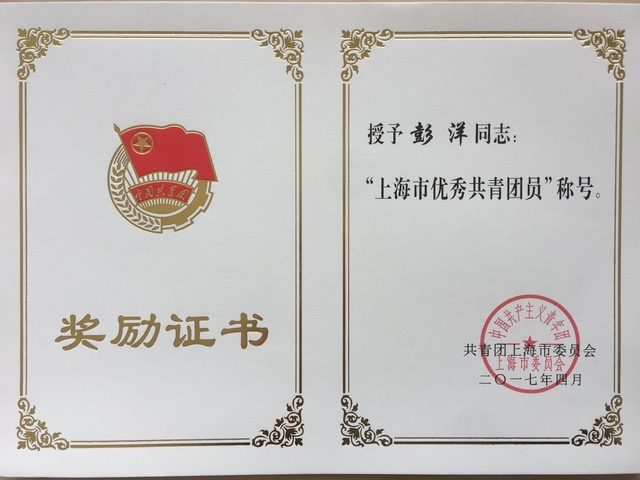 中国共青团
奖励证书
授予 彭 洋 同志：
“上海市优秀共青团员”称号。
中国共产主义青年团
上海市委员会
共青团上海市委员会
二〇一七年四月